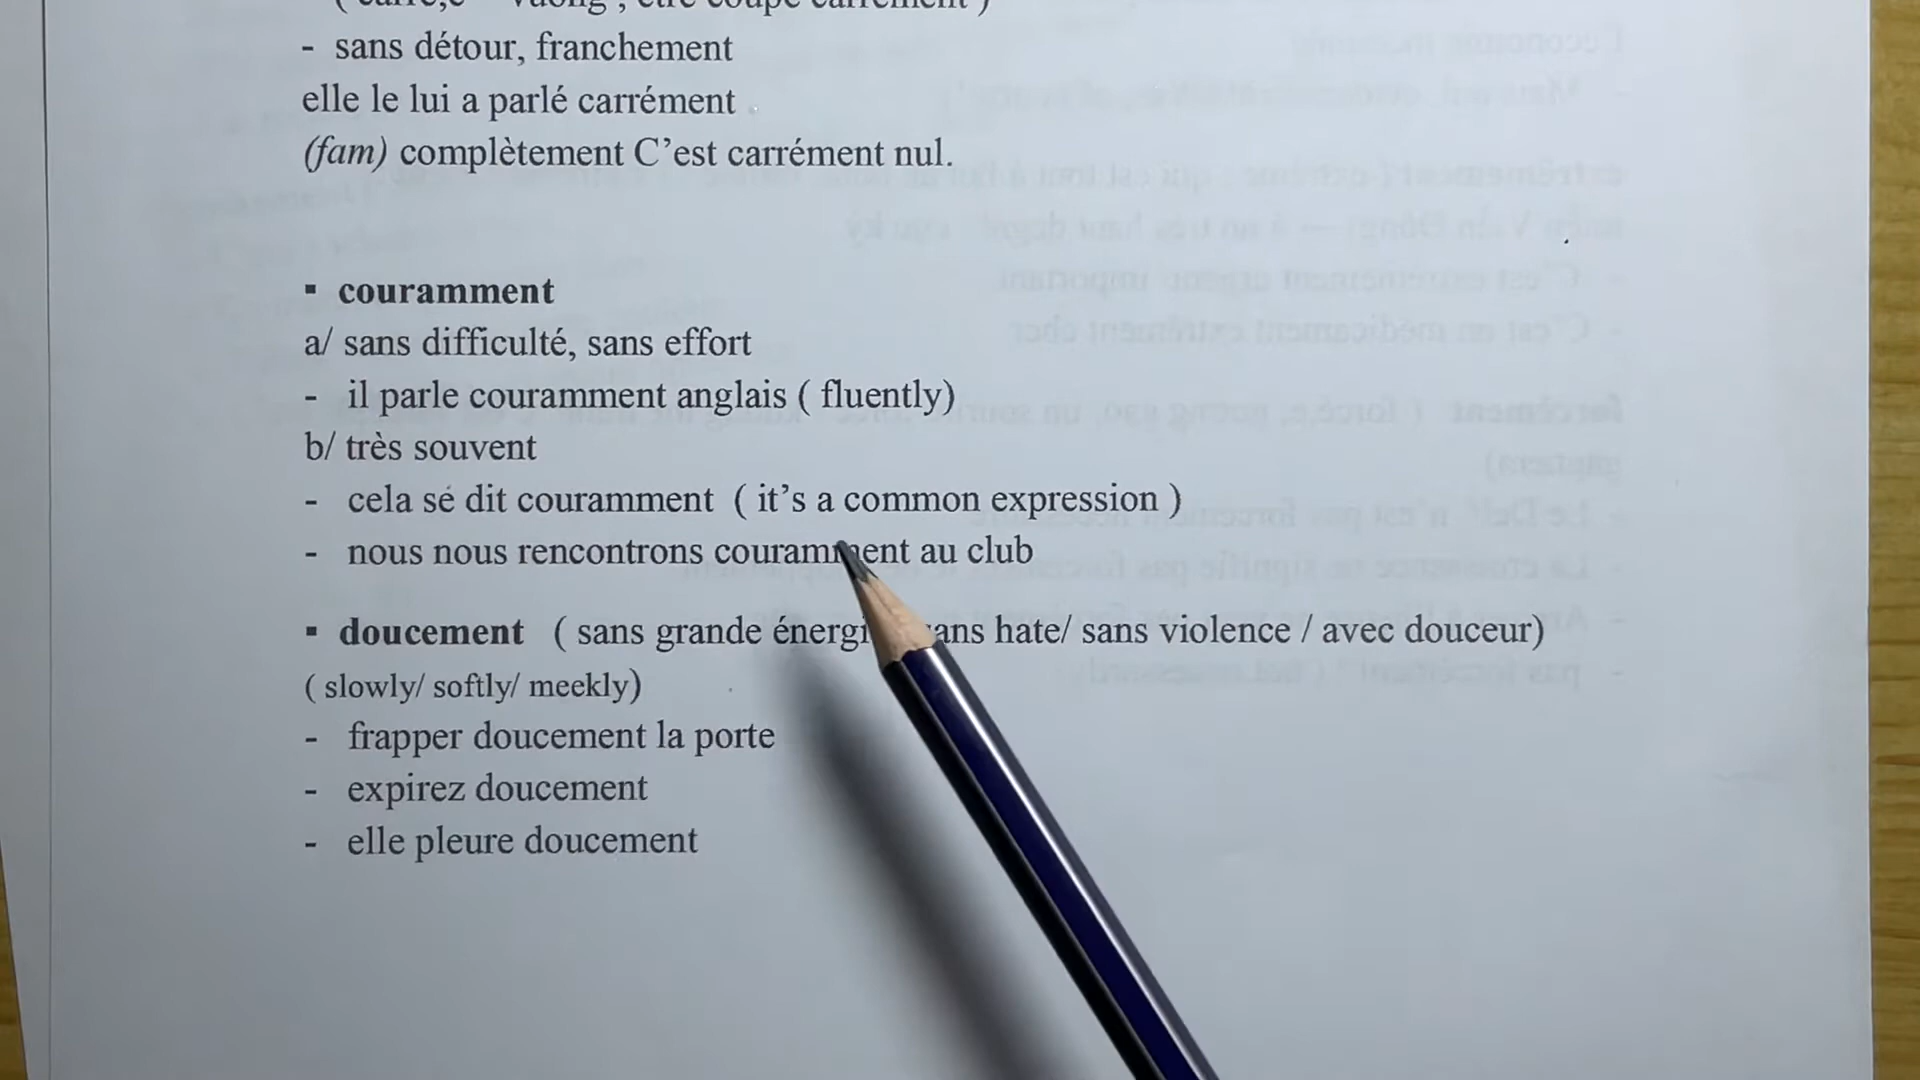 - sans détour, franchement
elle le lui a parlé carrément
(fam) complètement C’est carrément nul.
▪ couramment
a/ sans difficulté, sans effort
- il parle couramment anglais ( fluently)
b/ très souvent
- cela se dit couramment ( it’s a common expression )
- nous nous rencontrons couramment au club
▪ doucement ( sans grande énergie sans hate/ sans violence / avec douceur)
( slowly/ softly/ meekly)
- frapper doucement la porte
- expirez doucement
- elle pleure doucement